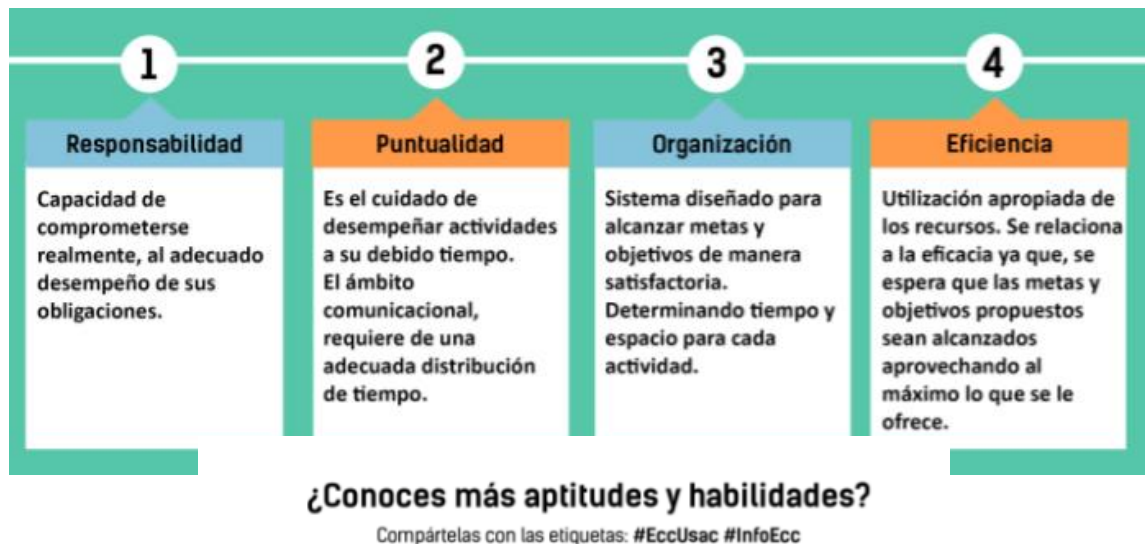 1
Responsabilidad
Capacidad de
comprometerse
realmente, al adecuado
desempeño de sus
obligaciones.
2
Puntualidad
Es el cuidado de
desempeñar actividades
a su debido tiempo.
El ámbito
comunicacional,
requiere de una
adecuada distribución
de tiempo.
3
Organización
Sistema diseñado para
alcanzar metas y
objetivos de manera
satisfactoria.
Determinando tiempo y
espacio para cada
actividad.
4
Eficiencia
Utilización apropiada de
los recursos. Se relaciona
a la eficacia ya que, se
espera que las metas y
objetivos propuestos
sean alcanzados
aprovechando al
máximo lo que se le
ofrece.
¿Conoces más aptitudes y habilidades?
Compártelas con las etiquetas: #EccUsac #InfoEcc